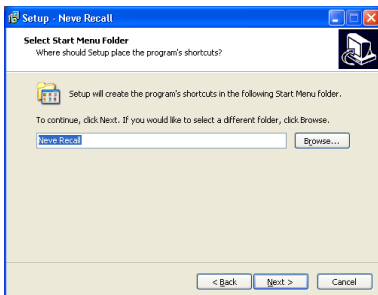 Setup - Neve Recall
Select Start Menu Folder
Where should Setup place the program's shortcuts?
Setup will create the program's shortcuts in the following Start Menu folder.
To continue, click Next. If you would like to select a different folder, click Browse.
Neve Recall
Browse...
< Back
Next >
Cancel